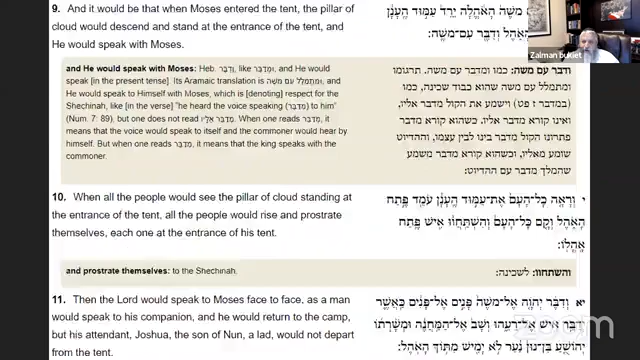 9. And it would be that when Moses entered the tent, the pillar of
cloud would descend and stand at the entrance of the tent, and
He would speak with Moses.
משֶׁה֙ הָאֹ֔הֱלָה יֵרֵד֙ עַמּ֣וּד הֶֽעָנָ֔ן
הָאֹ֑הֶל וְדִבֶּ֖ר עִם־משֶֽׁה:
Zalman bukiet
and He would speak with Moses: Heb. וְדִבֶּר, like וּמִדַּבֵּר, and He would
speak [in the present tense]. Its Aramaic translation is וּמִתְמַלֵּל עִם משֶׁה, and
He would speak to Himself with Moses, which is [denoting] respect for the
Shechinah, like [in the verse] "he heard the voice speaking (מִדַּבֵּר) to him"
(Num. 7: 89), but one does not read מְדַבֵּר אֵלָיו. When one reads מִדַּבֵּר, it
means that the voice would speak to itself and the commoner would hear by
himself. But when one reads מְדַבֵּר, it means that the king speaks with the
commoner.
ודבר עם משה: כמו ומדבר עם משה. תרגומו
ומתמלל עם משה שהוא כבוד שכינה, כמו
(במדבר ז פט) וישמע את הקול מדבר אליו,
ואינו קורא מדבר אליו. כשהוא קורא מדבר
פתרונו הקול מדבר בינו לבין עצמו, וההדיוט
שומע מאליו, וכשהוא קורא מדבר משמע
שהמלך מדבר עם ההדיוט:
10. When all the people would see the pillar of cloud standing at
the entrance of the tent, all the people would rise and prostrate
themselves, each one at the entrance of his tent.
י וְרָאָ֤ה כָל־הָעָם֙ אֶת־עַמּ֣וּד הֶֽעָנָ֔ן עֹמֵ֖ד פֶּ֣תַח
הָאֹ֑הֶל וְקָ֤ם כָּל־הָעָם֙ וְהִשְׁתַּֽחֲו֔וּ אִ֖ישׁ פֶּ֥תַח
אָֽהֳלֽוֹ:
and prostrate themselves: to the Shechinah.
והשתחוו: לשכינה:
11. Then the Lord would speak to Moses face to face, as a man
would speak to his companion, and he would return to the camp,
but his attendant, Joshua, the son of Nun, a lad, would not depart
from the tent.
יא וְדִבֶּ֨ר יְהֹוָ֤ה אֶל־משֶׁה֙ פָּנִ֣ים אֶל־פָּנִ֔ים כַּֽאֲשֶׁ֛ר
יְדַבֵּ֥ר אִ֖ישׁ אֶל־רֵעֵ֑הוּ וְשָׁב֙ אֶל־הַמַּֽחֲנֶ֔ה וּמְשָׁ֨רְת֜וֹ
יְהוֹשֻׁ֤עַ בִּן־נוּן֙ נַ֔עַר לֹ֥א יָמִ֖ישׁ מִתּ֥וֹךְ הָאֹֽהֶל:
zoom